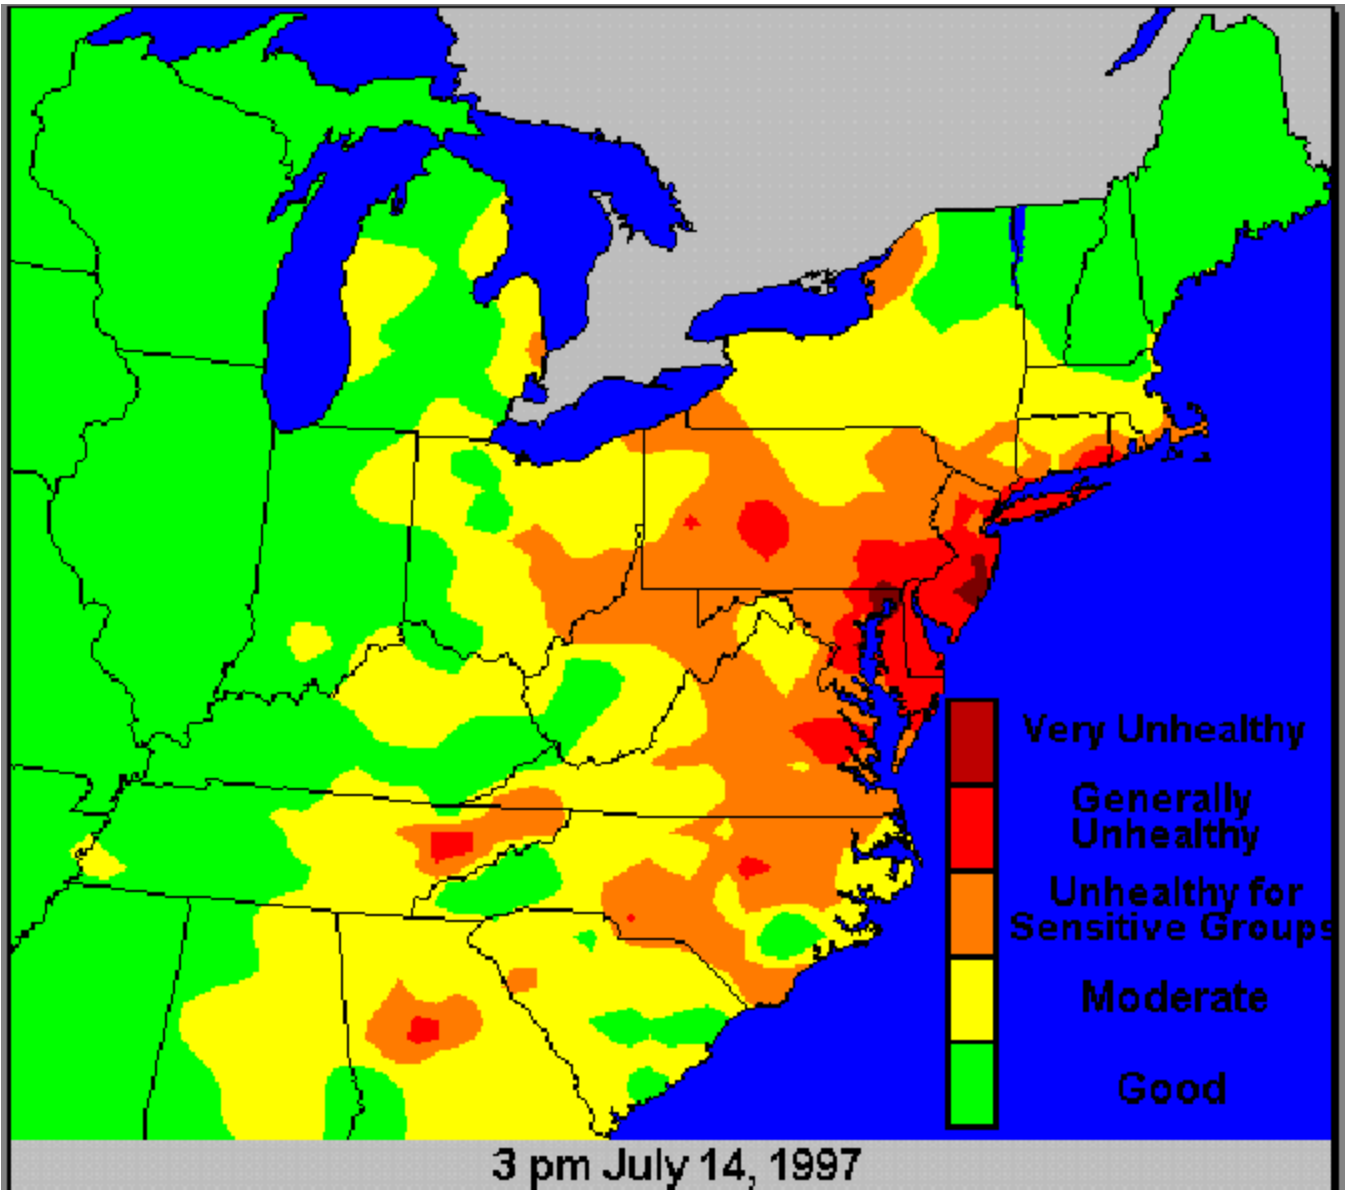 Very Unhealthy
Generally
Unhealthy
Unhealthy for
Sensitive Groups
Moderate
Good
3 pm July 14, 1997